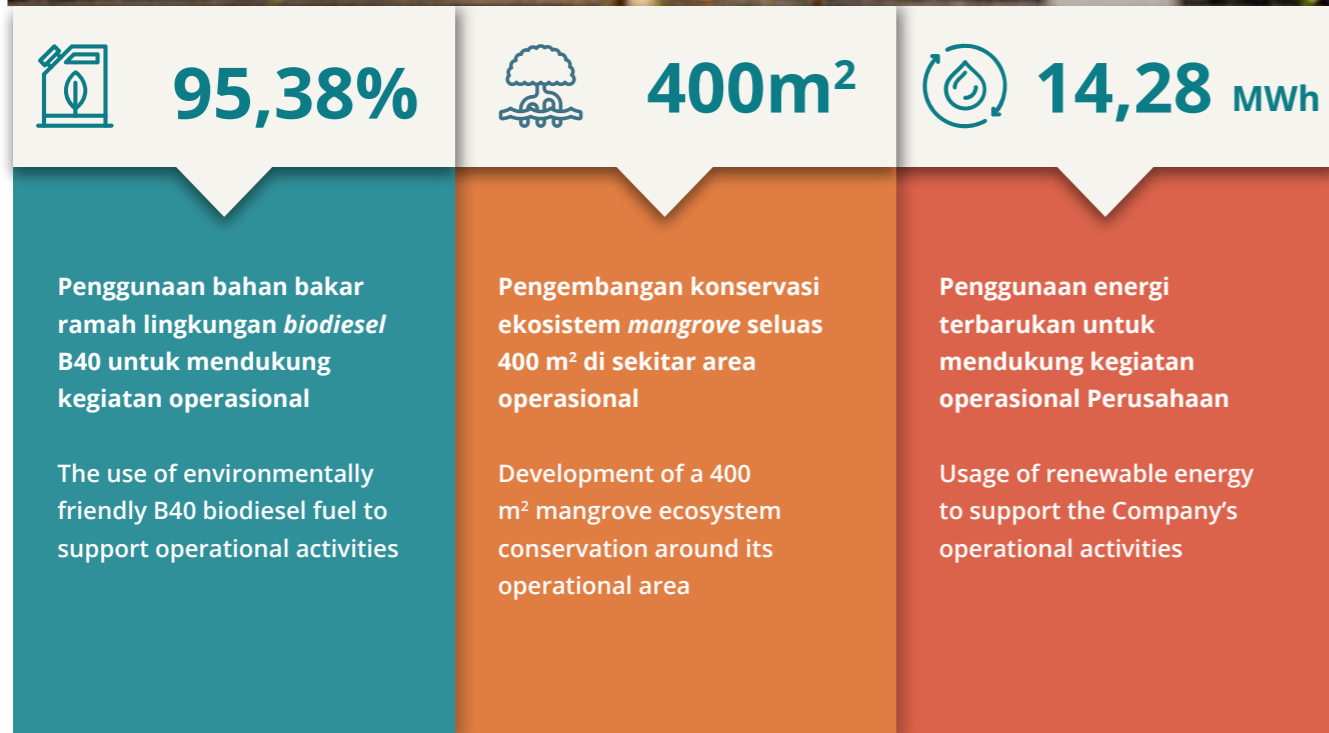 95,38%
Penggunaan bahan bakar
ramah lingkungan biodiesel
B40 untuk mendukung
kegiatan operasional
The use of environmentally
friendly B40 biodiesel fuel to
support operational activities
400m²
Pengembangan konservasi
ekosistem mangrove seluas
400 m² di sekitar area
operasional
Development of a 400
m² mangrove ecosystem
conservation around its
operational area
14,28 MWh
Penggunaan energi
terbarukan untuk
mendukung kegiatan
operasional Perusahaan
Usage of renewable energy
to support the Company’s
operational activities